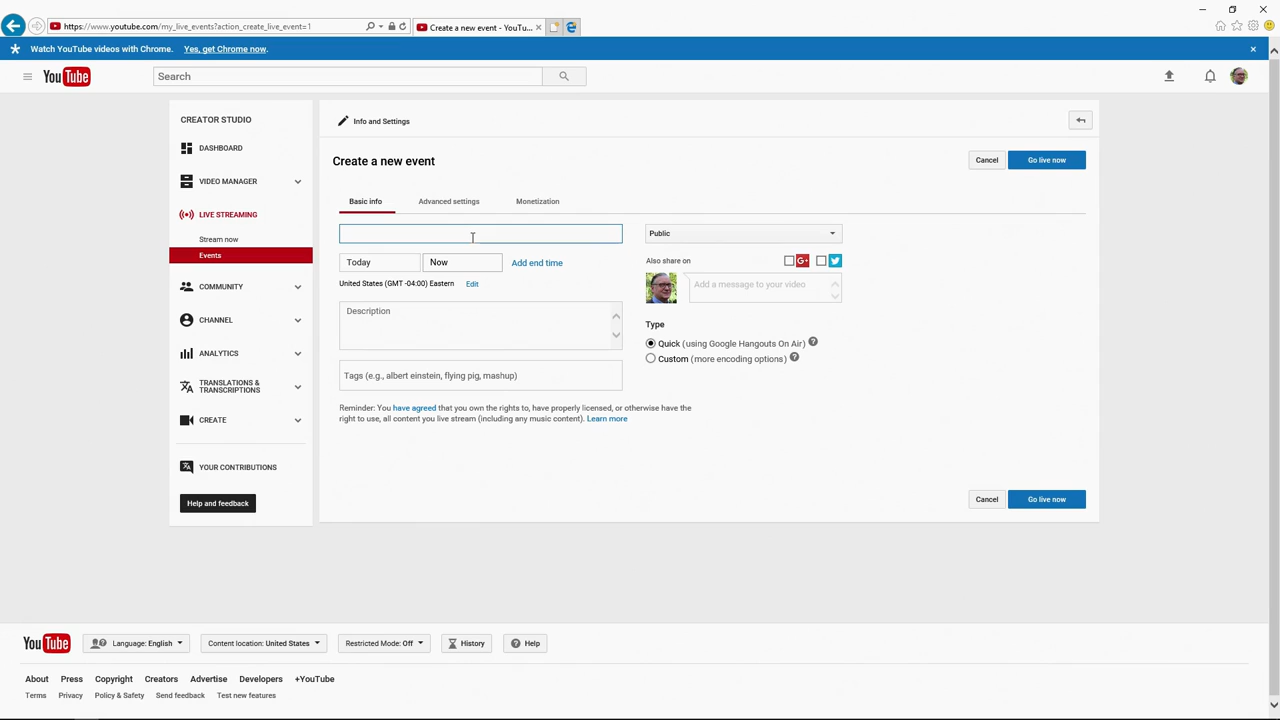 https://www.youtube.com/my_live_events?action_create_live_event=1
Create a new event - YouTu...
Watch YouTube videos with Chrome. Yes, get Chrome now.
YouTube
Search
CREATOR STUDIO
DASHBOARD
VIDEO MANAGER
LIVE STREAMING
Stream now
Events
COMMUNITY
CHANNEL
ANALYTICS
TRANSLATIONS &
TRANSCRIPTIONS
CREATE
YOUR CONTRIBUTIONS
Help and feedback
Info and Settings
Create a new event
Cancel Go live now
Basic info Advanced settings Monetization
Today Now Add end time
United States (GMT -04:00) Eastern Edit
Description
Tags (e.g., albert einstein, flying pig, mashup)
Reminder: You have agreed that you own the rights to, have properly licensed, or otherwise have the
right to use, all content you live stream (including any music content). Learn more
Public
Also share on G+
Add a message to your video
Type
Quick (using Google Hangouts On Air) ?
Custom (more encoding options) ?
Cancel Go live now
YouTube Language: English Content location: United States Restricted Mode: Off History Help
About Press Copyright Creators Advertise Developers +YouTube
Terms Privacy Policy & Safety Send feedback Test new features